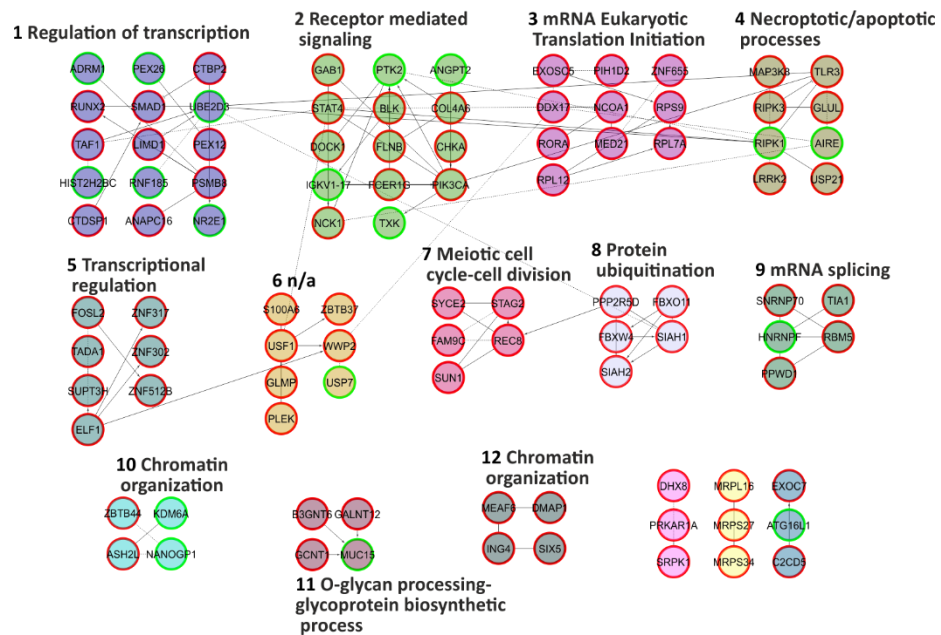 1 Regulation of transcription
ADRM1 PEX26 CTBP2
RUNX2 SMAD1 UBE2D3
TAF1 LIMD1 PEX12
HIST2H2BC RNF185 PSMB8
CTDSP1 ANAPC16 NR2E1
2 Receptor mediated
signaling
GAB1 PTK2 ANGPT2
STAT4 BLK COL4A6
DOCK1 FLNB CHKA
IGKV1-17 FCER1G PIK3CA
NCK1 TXK
3 mRNA Eukaryotic
Translation Initiation
EXOSC5 PIH1D2 ZNF655
DDX17 NCOA1 RPS9
RORA MED21 RPL7A
RPL12
4 Necroptotic/apoptotic
processes
MAP3K8 TLR3
RIPK3 GLUL
RIPK1 AIRE
LRRK2 USP21
5 Transcriptional
regulation
FOSL2 ZNF317
TADA1 ZNF302
SUPT3H ZNF512B
ELF1
6 n/a
S100A6 ZBTB37
USF1 WWP2
GLMP USP7
PLEK
7 Meiotic cell
cycle-cell division
SYCE2 STAG2
FAM9C REC8
SUN1
8 Protein
ubiquitination
PPP2R5D FBXO11
FBXW4 SIAH1
SIAH2
9 mRNA splicing
SNRNP70 TIA1
HNRNPF RBM5
PPWD1
10 Chromatin
organization
ZBTB44 KDM6A
ASH2L NANOGP1
B3GNT6 GALNT12
GCNT1 MUC15
11 O-glycan processing-
glycoprotein biosynthetic
process
12 Chromatin
organization
MEAF6 DMAP1
ING4 SIX5
DHX8 MRPL16 EXOC7
PRKAR1A MRPS27 ATG16L1
SRPK1 MRPS34 C2CD5